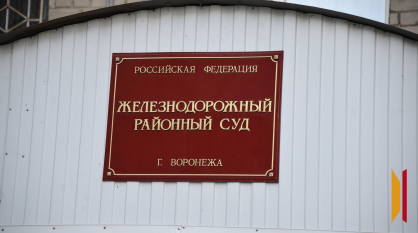 РОССИЙСКАЯ ФЕДЕРАЦИЯ
ЖЕЛЕЗНОДОРОЖНЫЙ
РАЙОННЫЙ СУД
Г. ВОРОНЕЖА